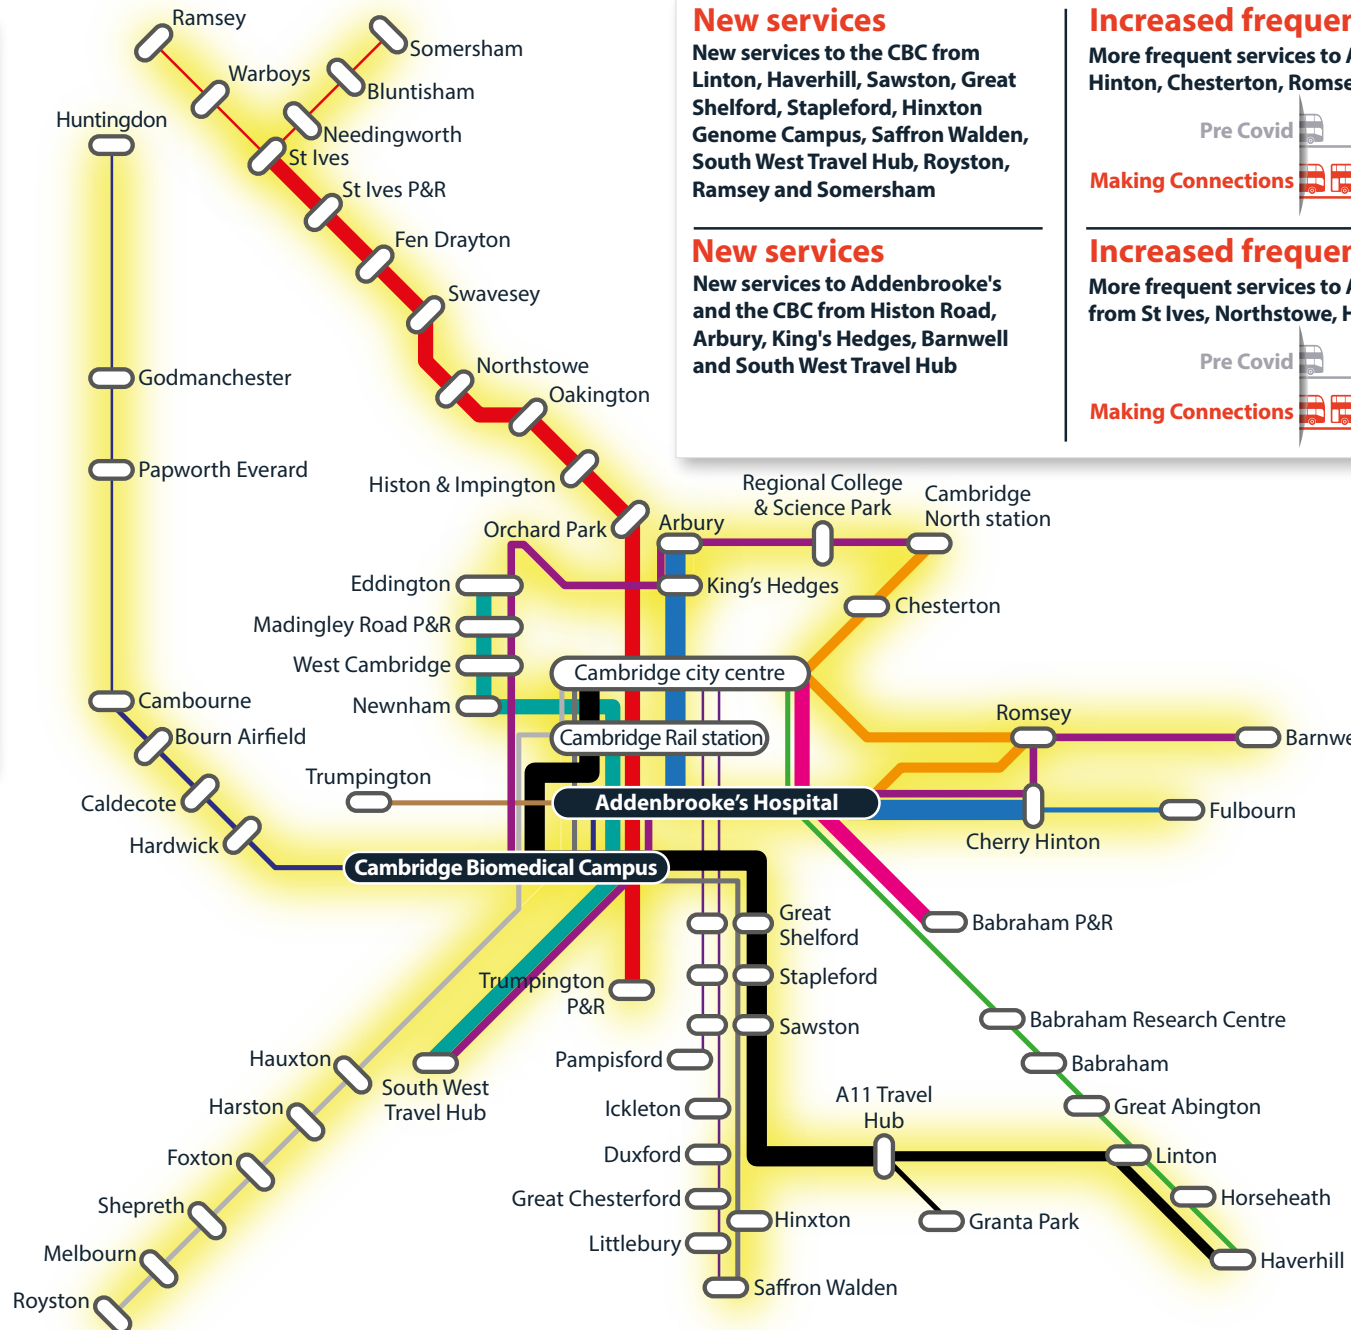 Ramsey
Somersham
Warboys
Bluntisham
Huntingdon
Needingworth
St Ives
St Ives P&R
Fen Drayton
Swavesey
Northstowe
Oakington
Godmanchester
Papworth Everard
Histon & Impington
Orchard Park
New services
New services to the CBC from
Linton, Haverhill, Sawston, Great
Shelford, Stapleford, Hinxton
Genome Campus, Saffron Walden,
South West Travel Hub, Royston,
Ramsey and Somersham
Increased frequen
More frequent services to A
Hinton, Chesterton, Romse
Pre Covid
Making Connections
New services
New services to Addenbrooke's
and the CBC from Histon Road,
Arbury, King's Hedges, Barnwell
and South West Travel Hub
Increased frequen
More frequent services to A
from St Ives, Northstowe, H
Pre Covid
Making Connections
Regional College
& Science Park
Cambridge
North station
Arbury
King's Hedges
Chesterton
Eddington
Madingley Road P&R
West Cambridge
Newnham
Cambridge city centre
Cambridge Rail station
Romsey
Barnwe
Cambourne
Bourn Airfield
Caldecote
Hardwick
Trumpington
Addenbrooke's Hospital
Fulbourn
Cherry Hinton
Cambridge Biomedical Campus
Great
Shelford
Babraham P&R
Stapleford
Trumpington
P&R
Sawston
Babraham Research Centre
Pampisford
Babraham
Hauxton
South West
Travel Hub
A11 Travel
Hub
Ickleton
Great Abington
Harston
Duxford
Linton
Foxton
Great Chesterford
Horseheath
Shepreth
Hinxton
Granta Park
Littlebury
Melbourn
Haverhill
Saffron Walden
Royston